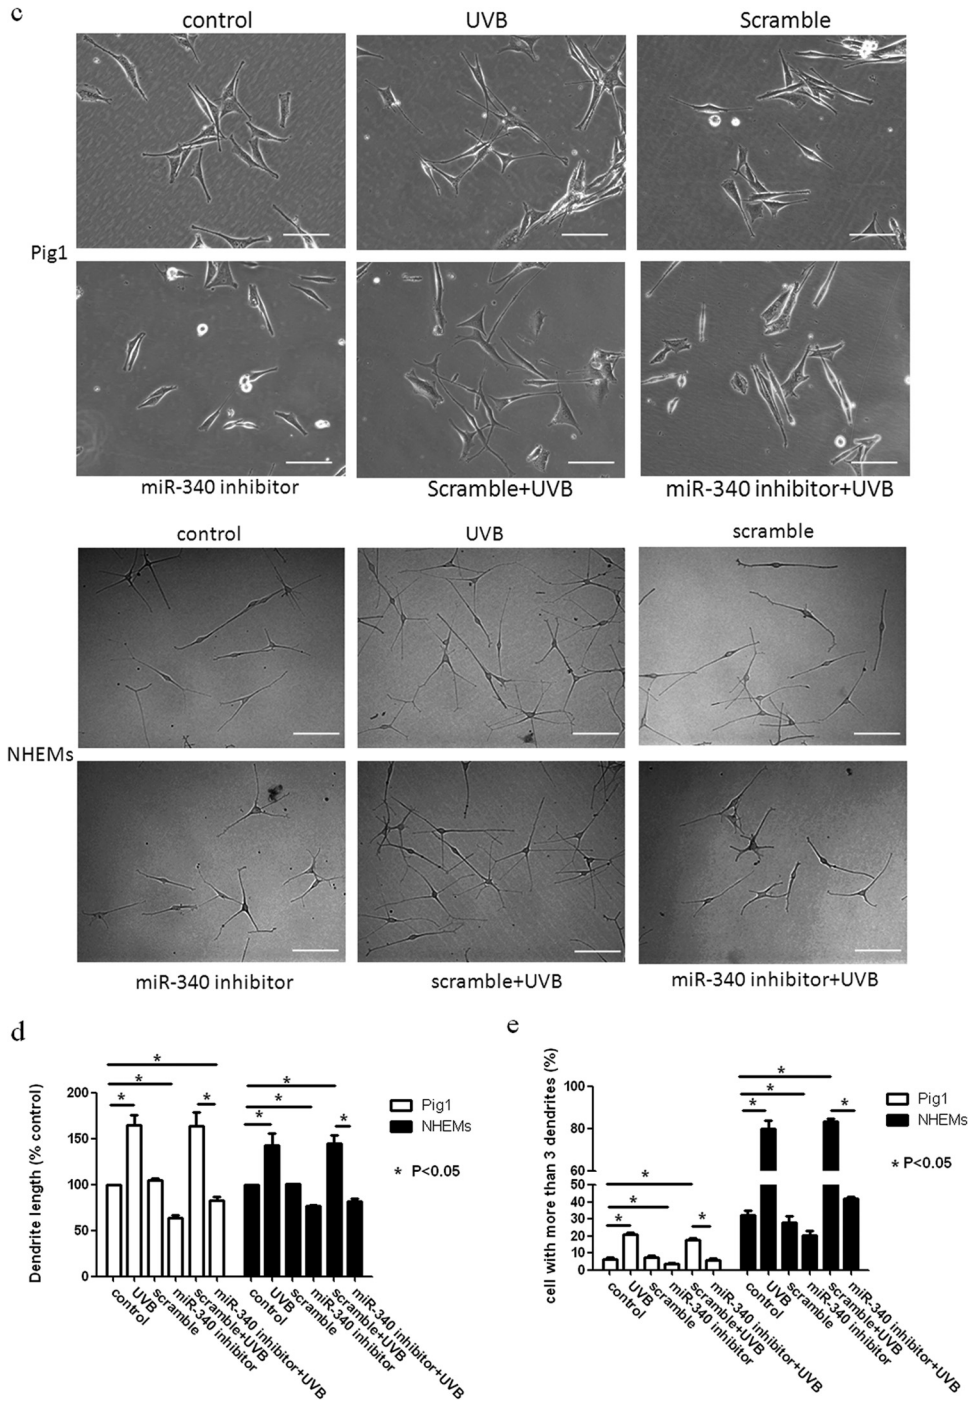 c
control UVB Scramble
Pig1
miR-340 inhibitor Scramble+UVB miR-340 inhibitor+UVB
control UVB scramble
NHEMs
miR-340 inhibitor scramble+UVB miR-340 inhibitor+UVB
d
Dendrite length (% control)
200
150
100
50
0
* * * * * * * *
Pig1
NHEMs
* P<0.05
control
UVB
scramble
miR-340 inhibitor
scramble+UVB
miR-340 inhibitor+UVB
control
UVB
scramble
miR-340 inhibitor
scramble+UVB
miR-340 inhibitor+UVB
e
cell with more than 3 dendrites (%)
100
80
60
50
40
30
20
10
0
* * * * * * * *
Pig1
NHEMs
* P<0.05
control
UVB
scramble
miR-340 inhibitor
scramble+UVB
miR-340 inhibitor+UVB
control
UVB
scramble
miR-340 inhibitor
scramble+UVB
miR-340 inhibitor+UVB